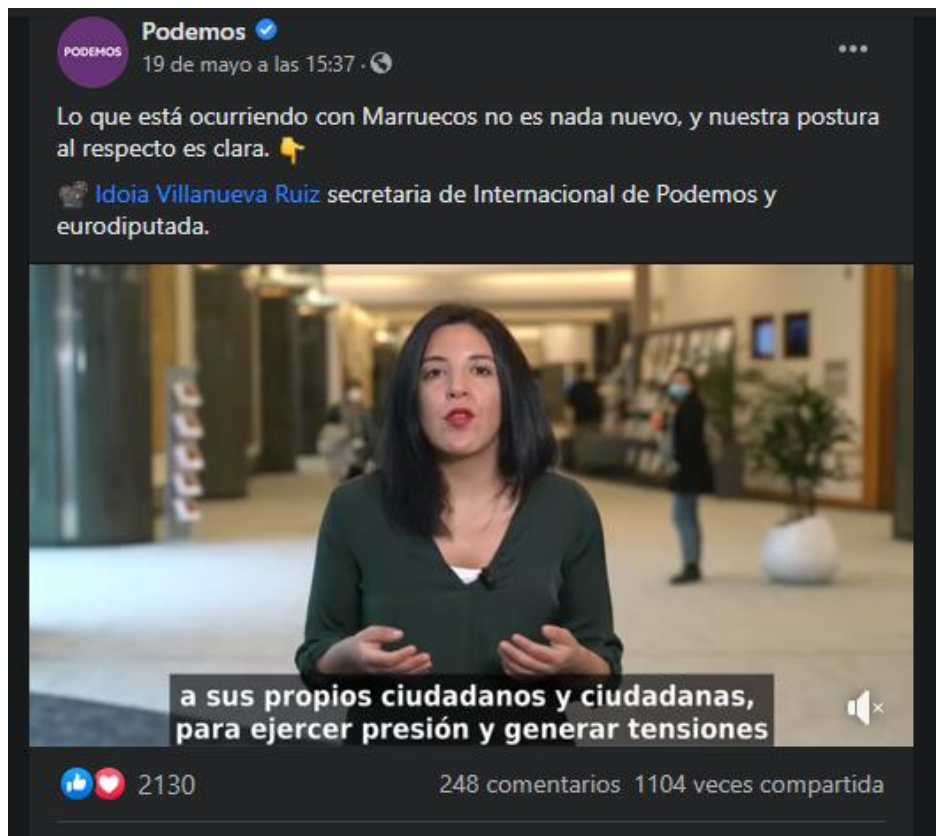 PODEMOS
Podemos
19 de mayo a las 15:37 ·
Lo que está ocurriendo con Marruecos no es nada nuevo, y nuestra postura
al respecto es clara. 👇
📽 Idoia Villanueva Ruiz secretaria de Internacional de Podemos y
eurodiputada.
a sus propios ciudadanos y ciudadanas,
para ejercer presión y generar tensiones
2130
248 comentarios 1104 veces compartida